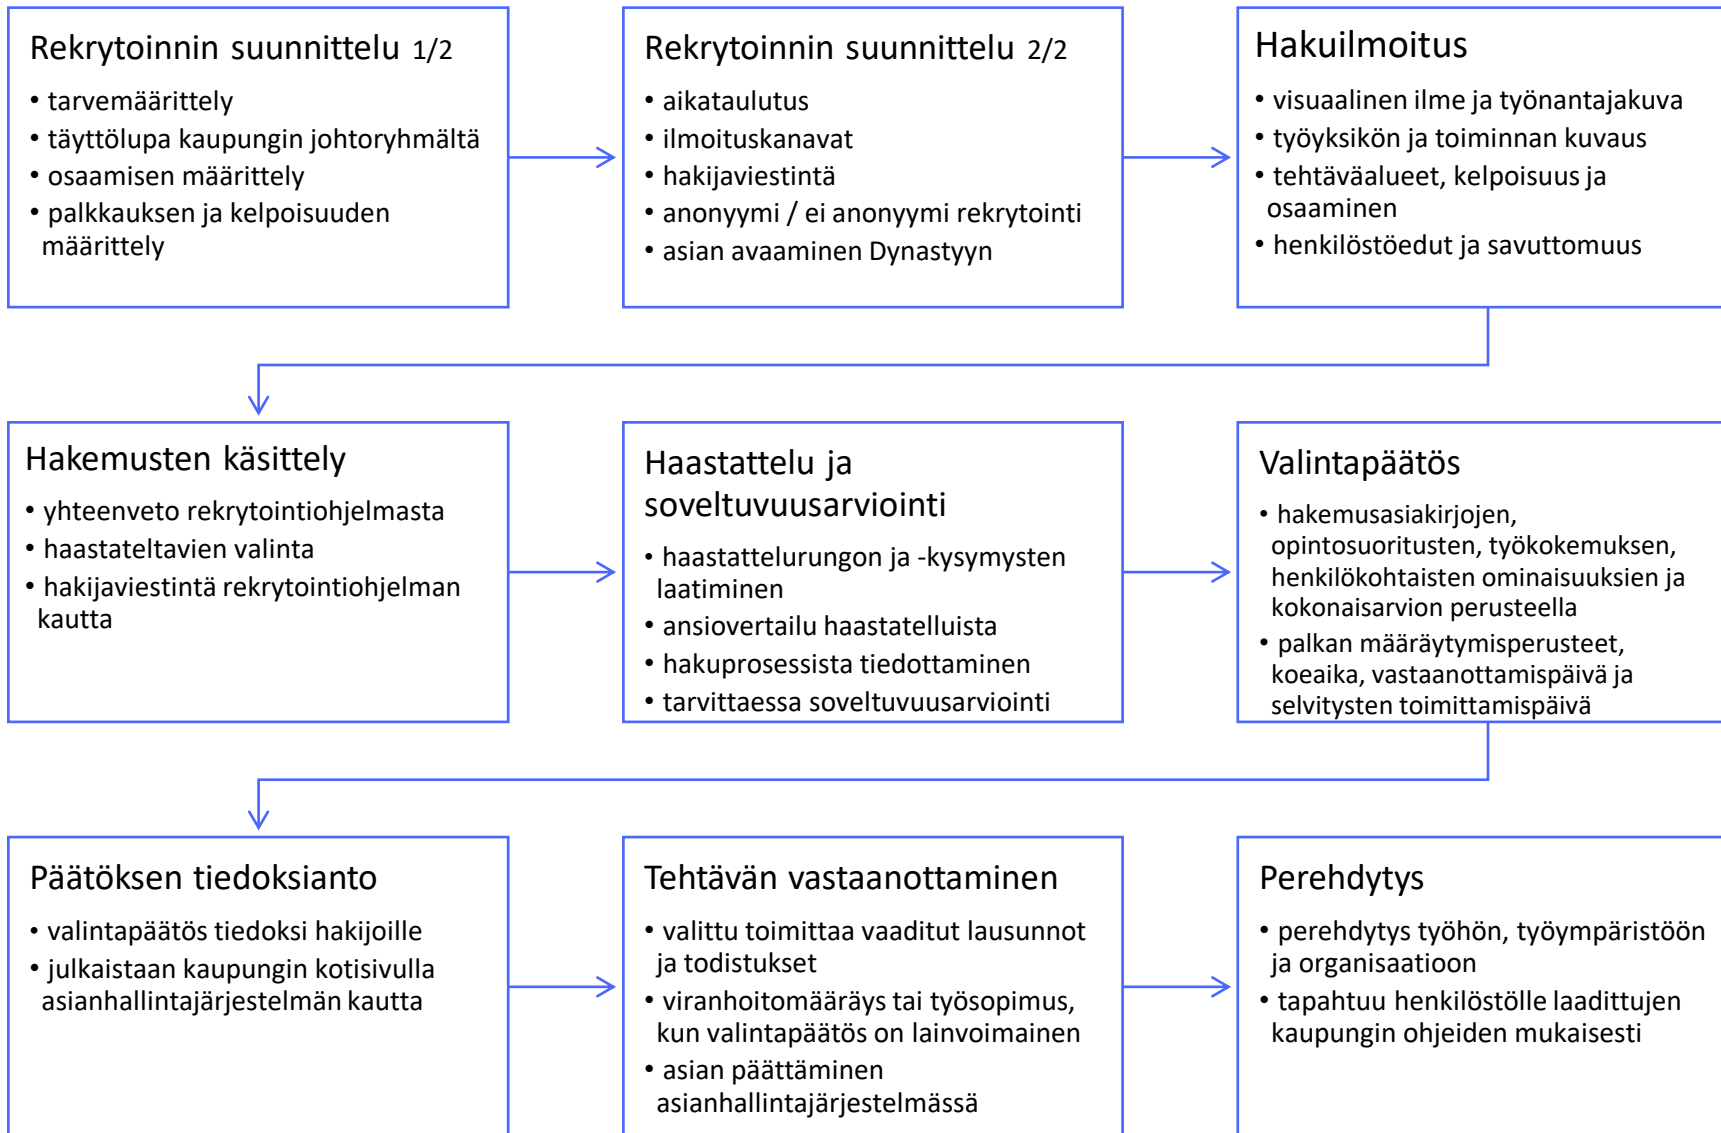 Rekrytoinnin suunnittelu 1/2
• tarvemäärittely
• täyttölupa kaupungin johtoryhmältä
• osaamisen määrittely
• palkkauksen ja kelpoisuuden
määrittely
Rekrytoinnin suunnittelu 2/2
• aikataulutus
• ilmoituskanavat
• hakijaviestintä
• anonyymi / ei anonyymi rekrytointi
• asian avaaminen Dynastyyn
Hakuilmoitus
• visuaalinen ilme ja työnantajakuva
• työyksikön ja toiminnan kuvaus
• tehtäväalueet, kelpoisuus ja
osaaminen
• henkilöstöedut ja savuttomuus
Hakemusten käsittely
• yhteenveto rekrytointiohjelmasta
• haastateltavien valinta
• hakijaviestintä rekrytointiohjelman
kautta
Haastattelu ja
soveltuvuusarviointi
• haastattelurungon ja -kysymysten
laatiminen
• ansiovertailu haastatelluista
• hakuprosessista tiedottaminen
• tarvittaessa soveltuvuusarviointi
Valintapäätös
• hakemusasiakirjojen,
opintosuoritusten, työkokemuksen,
henkilökohtaisten ominaisuuksien ja
kokonaisarvion perusteella
• palkan määräytymisperusteet,
koeaika, vastaanottamispäivä ja
selvitysten toimittamispäivä
Päätöksen tiedoksianto
• valintapäätös tiedoksi hakijoille
• julkaistaan kaupungin kotisivulla
asianhallintajärjestelmän kautta
Tehtävän vastaanottaminen
• valittu toimittaa vaaditut lausunnot
ja todistukset
• viranhoitomääräys tai työsopimus,
kun valintapäätös on lainvoimainen
• asian päättäminen
asianhallintajärjestelmässä
Perehdytys
• perehdytys työhön, työympäristöön
ja organisaatioon
• tapahtuu henkilöstölle laadittujen
kaupungin ohjeiden mukaisesti